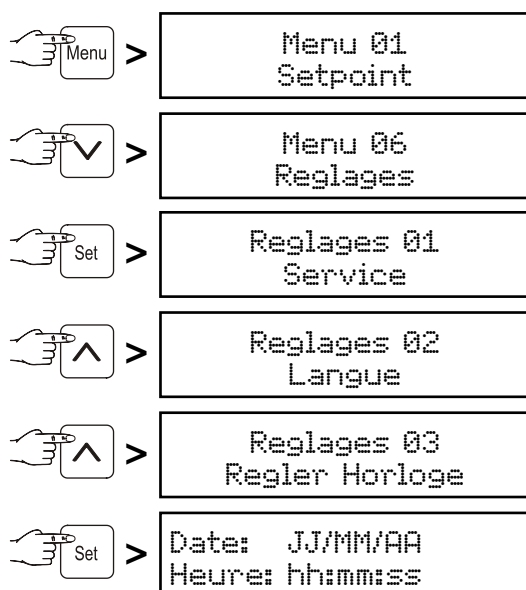 Menu > Menu 01
Setpoint
> Menu 06
Reglages
Set > Reglages 01
Service
> Reglages 02
Langue
> Reglages 03
Regler Horloge
Set > Date: JJ/MM/AA
Heure: hh:mm:ss